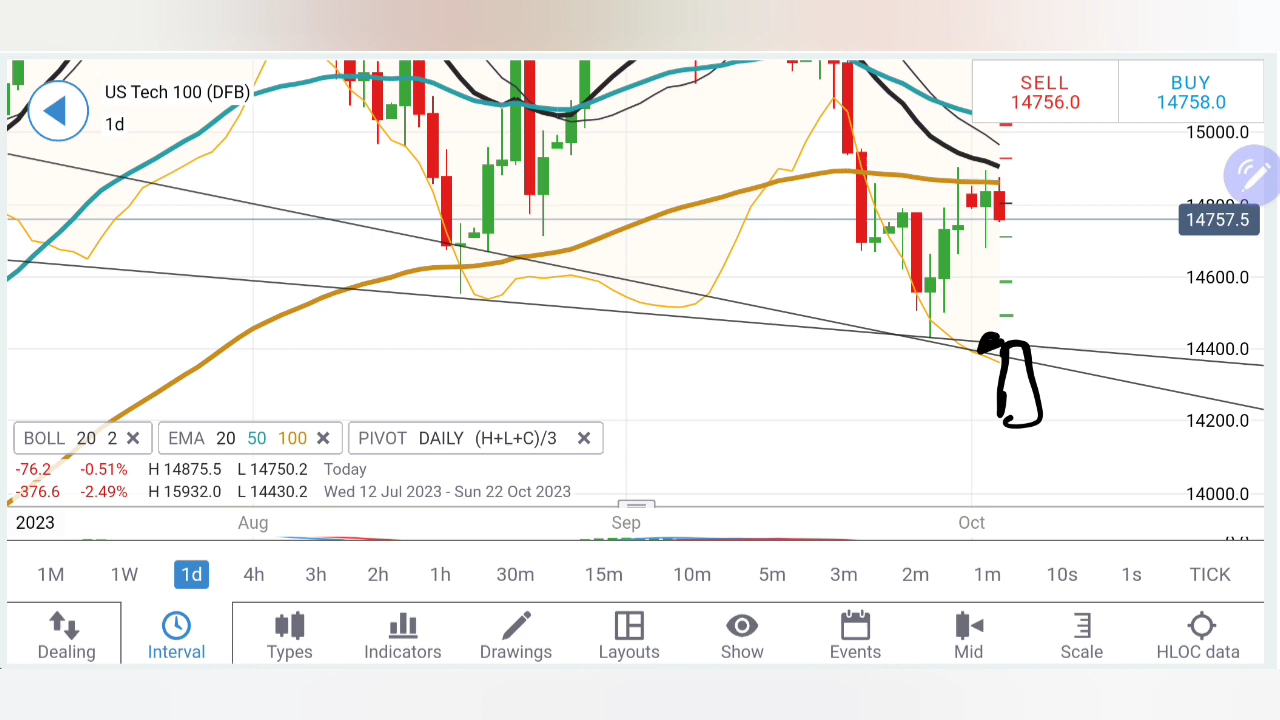 US Tech 100 (DFB)
1d
SELL
14756.0
BUY
14758.0
15000.0
14800.0
14757.5
14600.0
14400.0
14200.0
14000.0
BOLL 20 2 ×
EMA 20 50 100 ×
PIVOT DAILY (H+L+C)/3 ×
-76.2 -0.51% H 14875.5 L 14750.2 Today
-376.6 -2.49% H 15932.0 L 14430.2 Wed 12 Jul 2023 - Sun 22 Oct 2023
2023 Aug Sep Oct
1M 1W 1d 4h 3h 2h 1h 30m 15m 10m 5m 3m 2m 1m 10s 1s TICK
Dealing Interval Types Indicators Drawings Layouts Show Events Mid Scale HLOC data